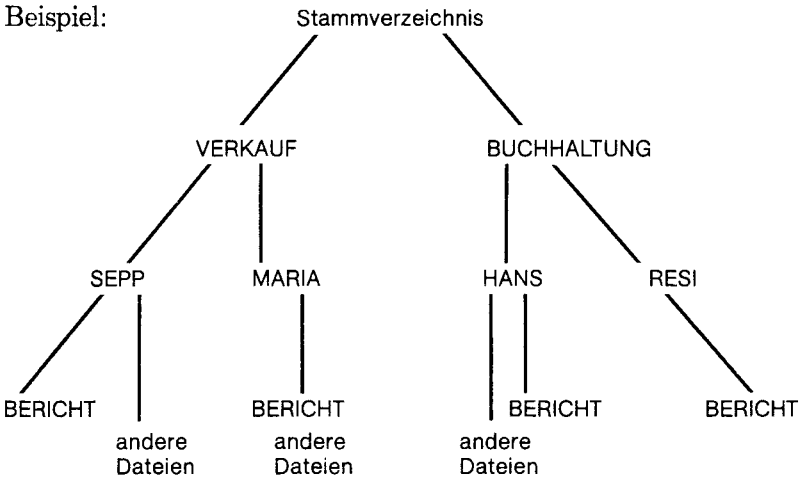 Beispiel: Stammverzeichnis
VERKAUF BUCHHALTUNG
SEPP MARIA HANS RESI
BERICHT BERICHT BERICHT BERICHT
andere andere andere
Dateien Dateien Dateien